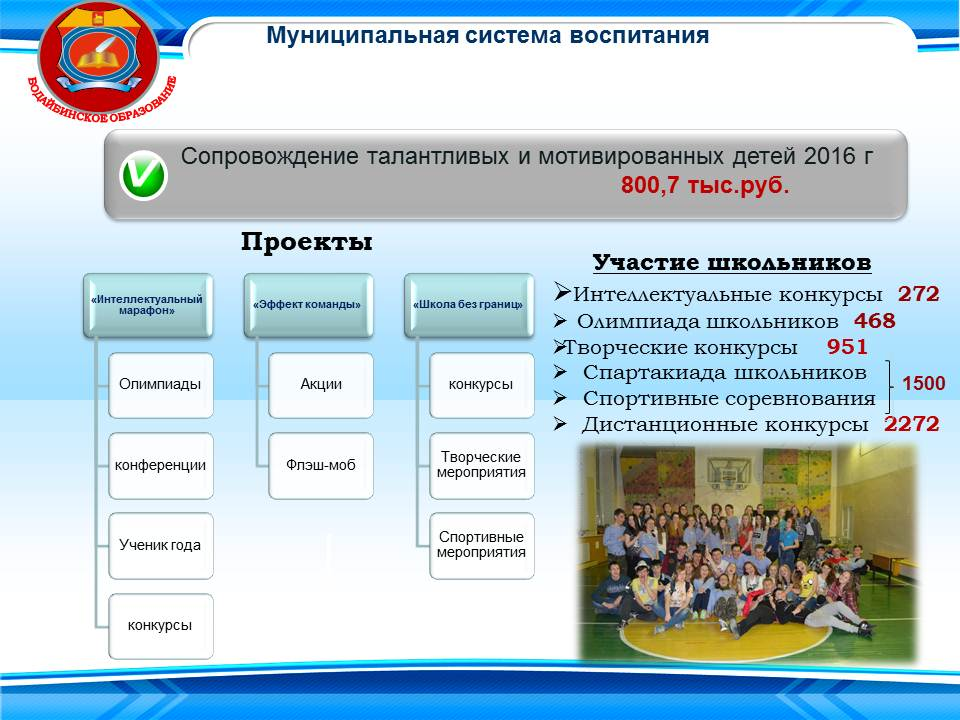 Муниципальная система воспитания
БОДАЙБИНСКОЕ ОБРАЗОВАНИЕ
Сопровождение талантливых и мотивированных детей 2016 г
800,7 тыс.руб.
Проекты
«Интеллектуальный
марафон»
Олимпиады
конференции
Ученик года
конкурсы
«Эффект команды»
Акции
Флэш-моб
«Школа без границ»
конкурсы
Творческие
мероприятия
Спортивные
мероприятия
Участие школьников
Интеллектуальные конкурсы 272
Олимпиада школьников 468
Творческие конкурсы 951
Спартакиада школьников
1500
Спортивные соревнования
Дистанционные конкурсы 2272